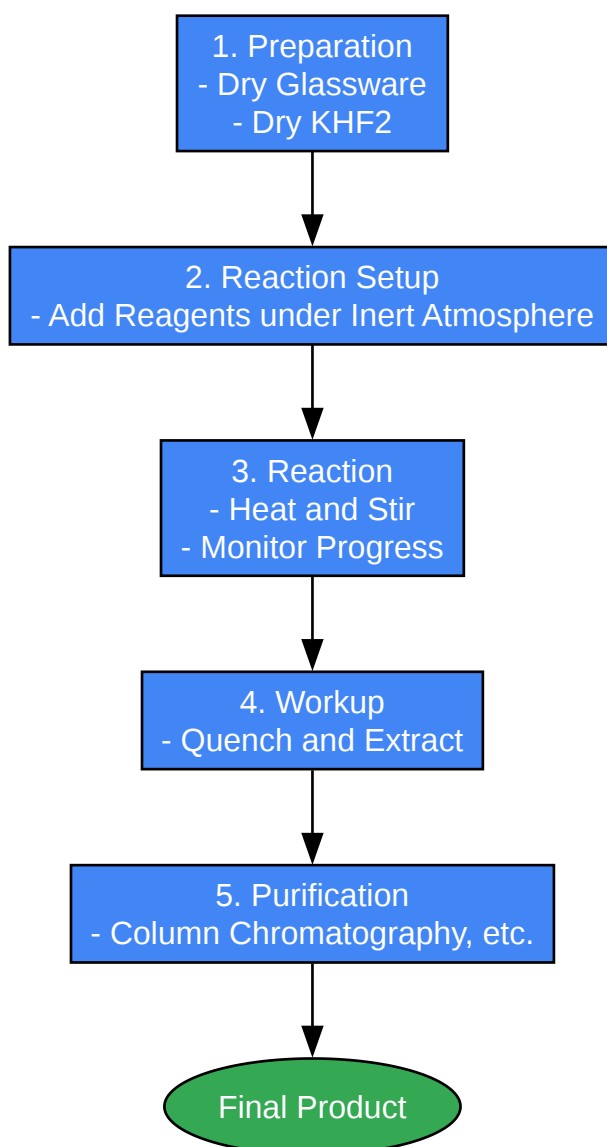 1. Preparation
- Dry Glassware
- Dry KHF2
2. Reaction Setup
- Add Reagents under Inert Atmosphere
3. Reaction
- Heat and Stir
- Monitor Progress
4. Workup
- Quench and Extract
5. Purification
- Column Chromatography, etc.
Final Product